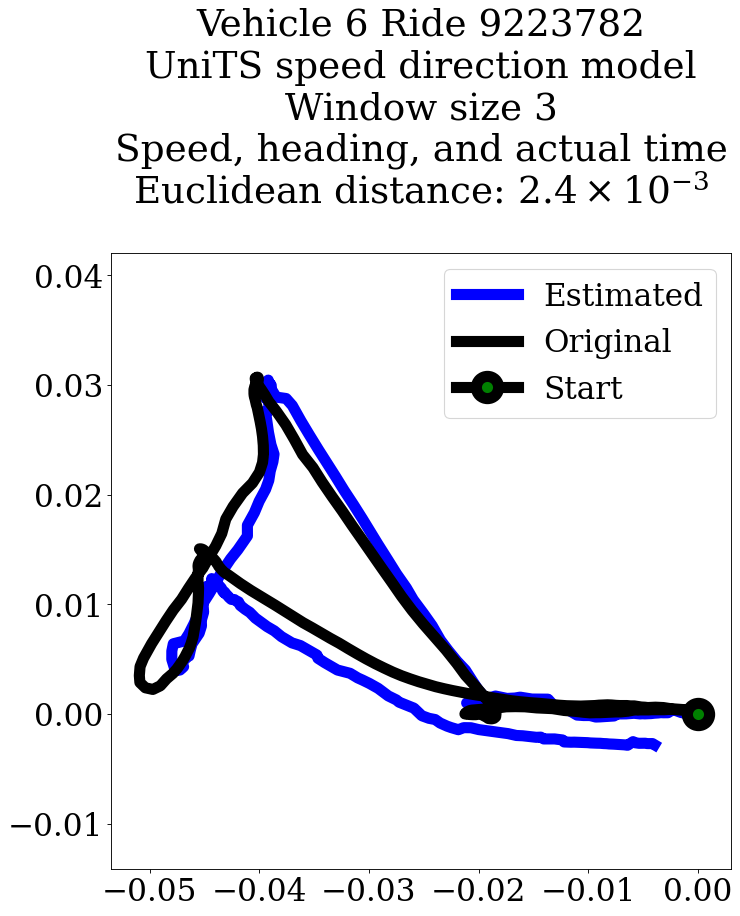 Vehicle 6 Ride 9223782
UniTS speed direction model
Window size 3
Speed, heading, and actual time
Euclidean distance: 2.4 × 10⁻³
Estimated
Original
Start
0.04
0.03
0.02
0.01
0.00
−0.01
−0.05 −0.04 −0.03 −0.02 −0.01 0.00